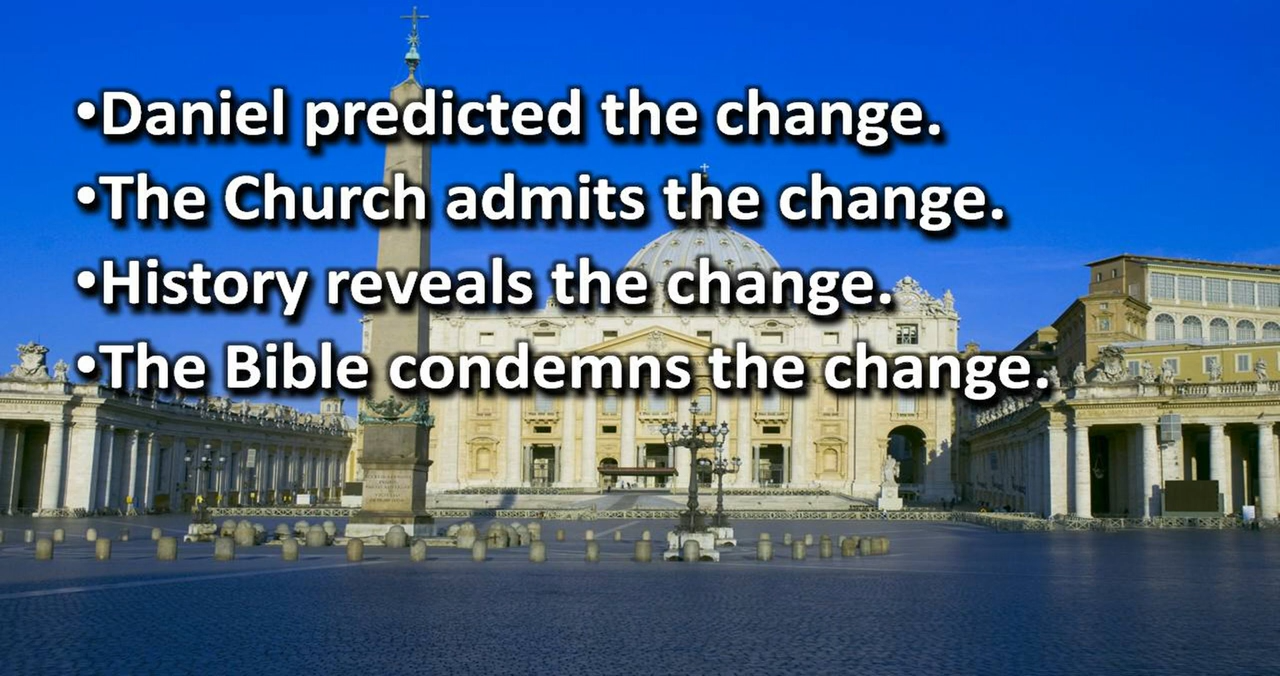 •Daniel predicted the change.
•The Church admits the change.
•History reveals the change.
•The Bible condemns the change.